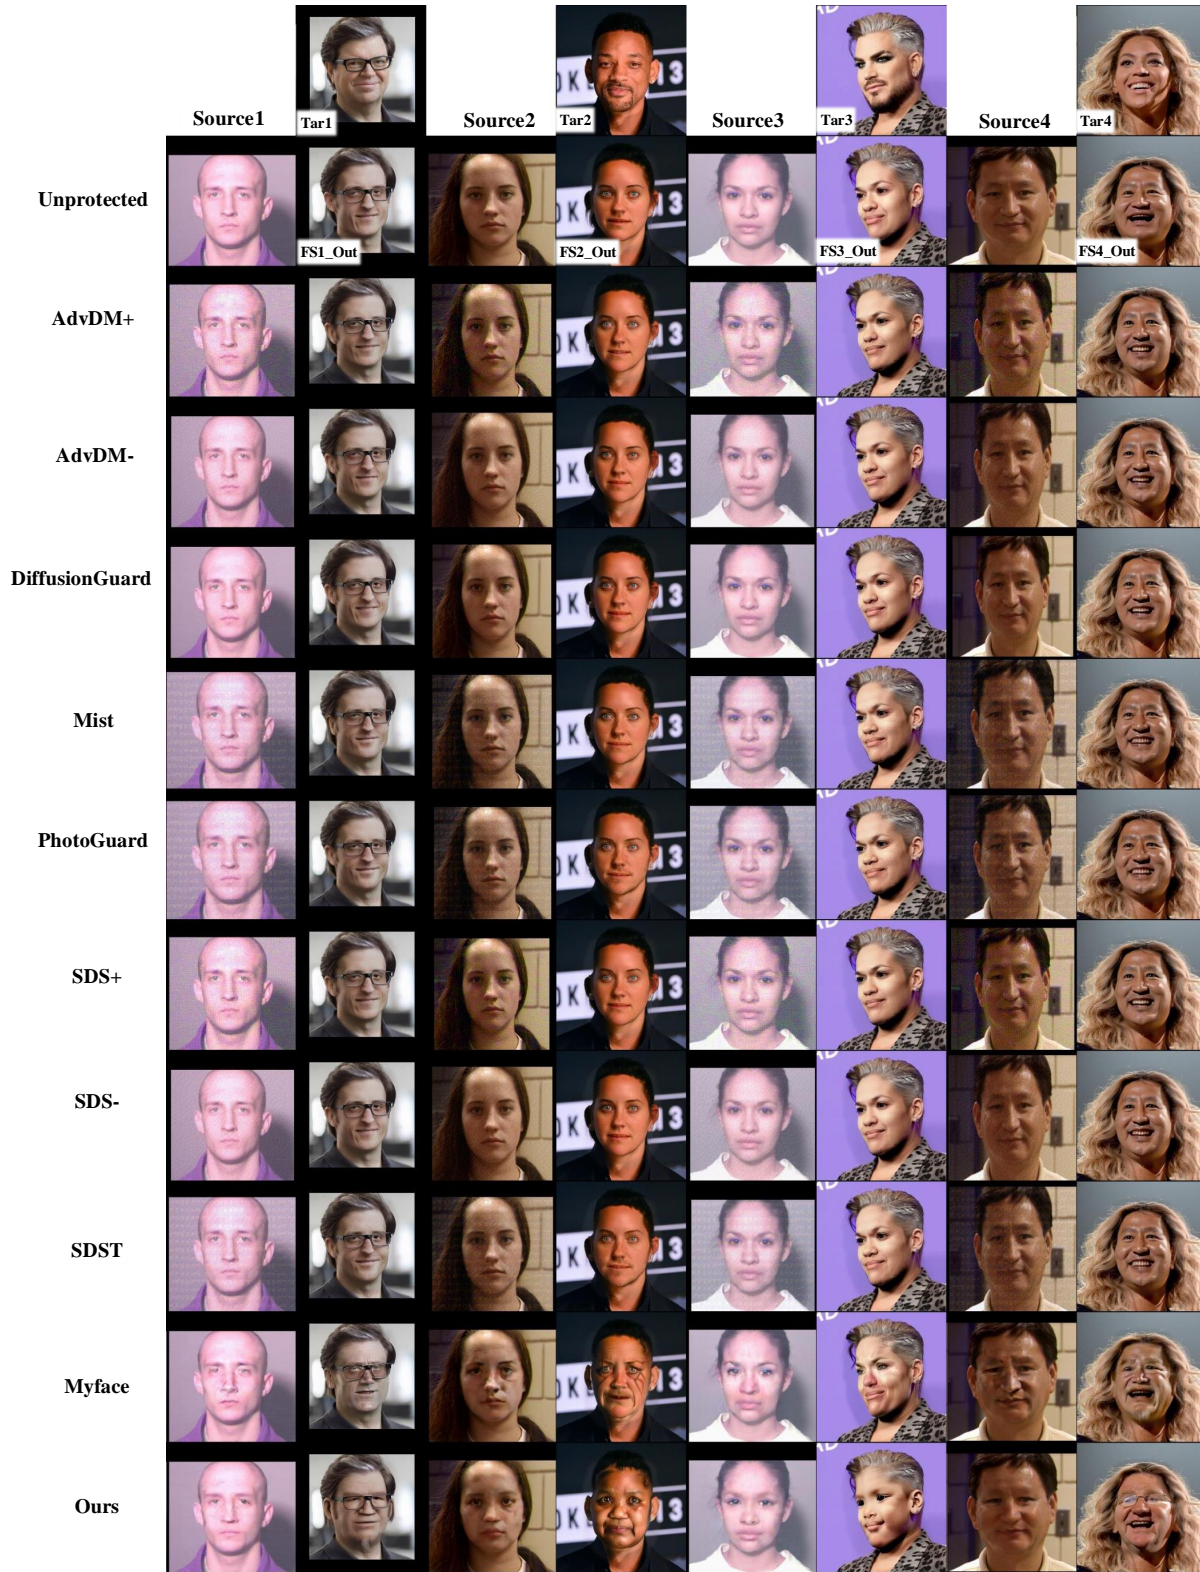 Source1
Tar1
Source2
Tar2
Source3
Tar3
Source4
Tar4
Unprotected
FS1_Out
FS2_Out
FS3_Out
FS4_Out
AdvDM+
AdvDM-
DiffusionGuard
Mist
PhotoGuard
SDS+
SDS-
SDST
Myface
Ours